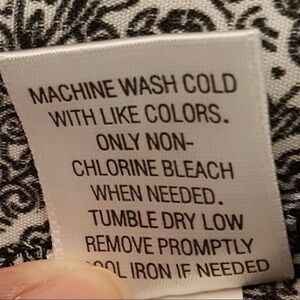 MACHINE WASH COLD
WITH LIKE COLORS.
ONLY NON-
CHLORINE BLEACH
WHEN NEEDED.
TUMBLE DRY LOW
REMOVE PROMPTLY
IRON IF NEEDED